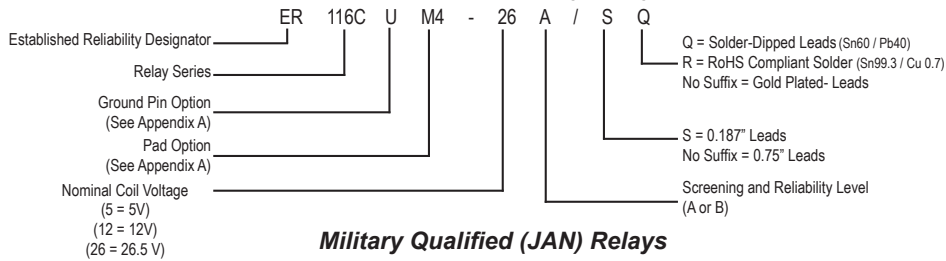 ER 116C U M4 - 26 A / S Q
Established Reliability Designator
Relay Series
Ground Pin Option
(See Appendix A)
Pad Option
(See Appendix A)
Nominal Coil Voltage
(5 = 5V)
(12 = 12V)
(26 = 26.5 V)
Q = Solder-Dipped Leads (Sn60 / Pb40)
R = RoHS Compliant Solder (Sn99.3 / Cu 0.7)
No Suffix = Gold Plated- Leads
S = 0.187” Leads
No Suffix = 0.75” Leads
Screening and Reliability Level
(A or B)
Military Qualified (JAN) Relays